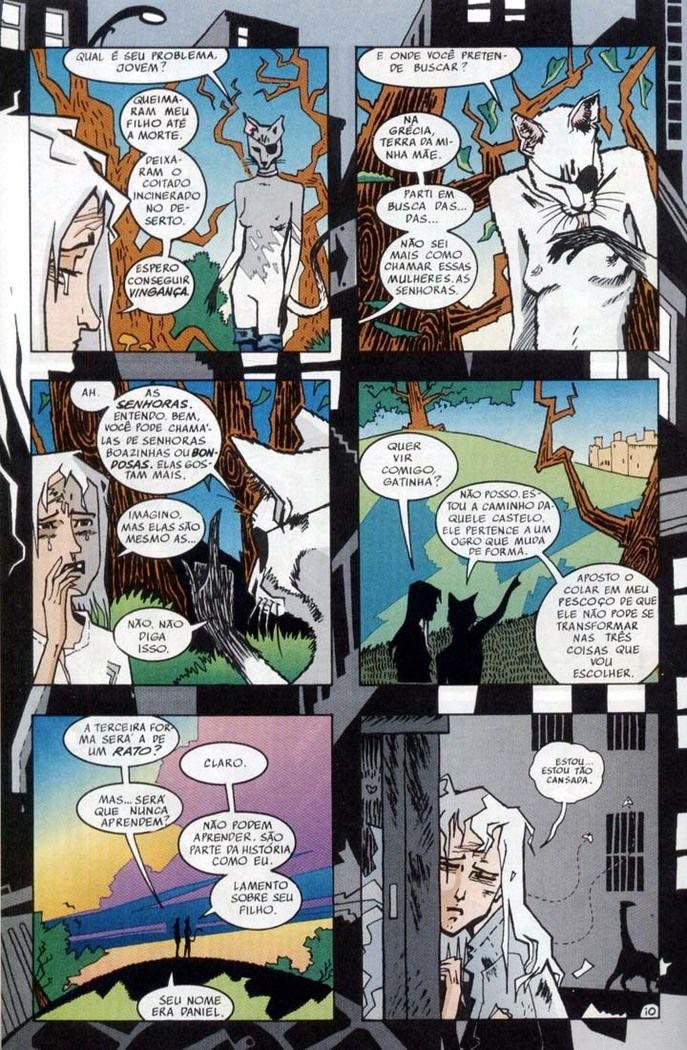 QUAL É SEU PROBLEMA,
JOVEM?
QUEIMA-
RAM MEU
FILHO ATÉ
A MORTE.
DEIXA-
RAM O
COITADO
INCINERADO
NO DE-
SERTO.
ESPERO
CONSEGUIR
VINGANÇA.
E ONDE VOCÊ PRETEN-
DE BUSCAR?
NA
GRÉCIA,
TERRA DA MI-
NHA MÃE.
PARTI EM
BUSCA DAS...
DAS...
NÃO SEI
MAIS COMO
CHAMAR ESSAS
MULHERES. AS
SENHORAS.
AH.
AS
SENHORAS.
ENTENDO. BEM,
VOCÊ PODE CHAMÁ-
LAS DE SENHORAS
BOAZINHAS OU BON-
DOSAS. ELAS GOS-
TAM MAIS.
IMAGINO,
MAS ELAS SÃO
MESMO AS...
NÃO, NÃO
DIGA
ISSO.
QUER
VIR
COMIGO,
GATINHA?
NÃO POSSO. ES-
TOU A CAMINHO DA-
QUELE CASTELO.
ELE PERTENCE A UM
OGRO QUE MUDA
DE FORMA.
APOSTO O
COLAR EM MEU
PESCOÇO DE QUE
ELE NÃO PODE SE
TRANSFORMAR
NAS TRÊS
COISAS QUE
VOU
ESCOLHER.
A TERCEIRA FOR-
MA SERÁ A DE
UM RATO?
MAS... SERÁ
QUE NUNCA
APRENDEM?
CLARO.
NÃO PODEM
APRENDER. SÃO
PARTE DA HISTÓRIA
COMO EU.
LAMENTO
SOBRE SEU
FILHO.
SEU NOME
ERA DANIEL.
ESTOU...
ESTOU TÃO
CANSADA.
10